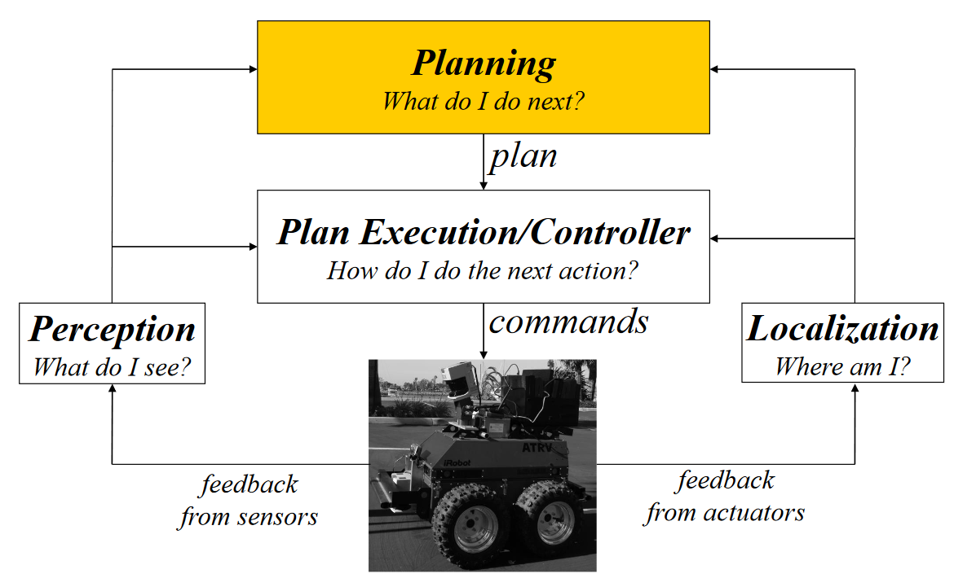 Planning
What do I do next?
plan
Plan Execution/Controller
How do I do the next action?
commands
Perception
What do I see?
Localization
Where am I?
ATRV
iRobot
feedback
from sensors
feedback
from actuators